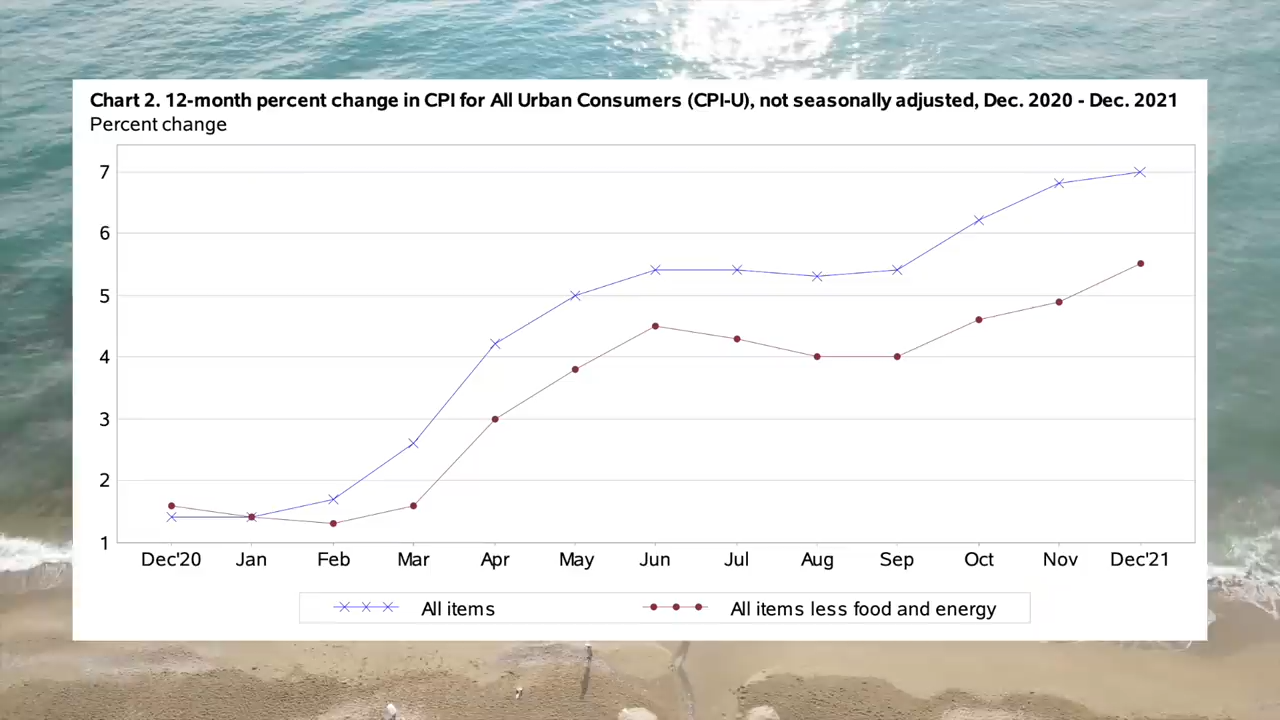 Chart 2. 12-month percent change in CPI for All Urban Consumers (CPI-U), not seasonally adjusted, Dec. 2020 - Dec. 2021
Percent change
7
6
5
4
3
2
1
Dec'20 Jan Feb Mar Apr May Jun Jul Aug Sep Oct Nov Dec'21
All items All items less food and energy